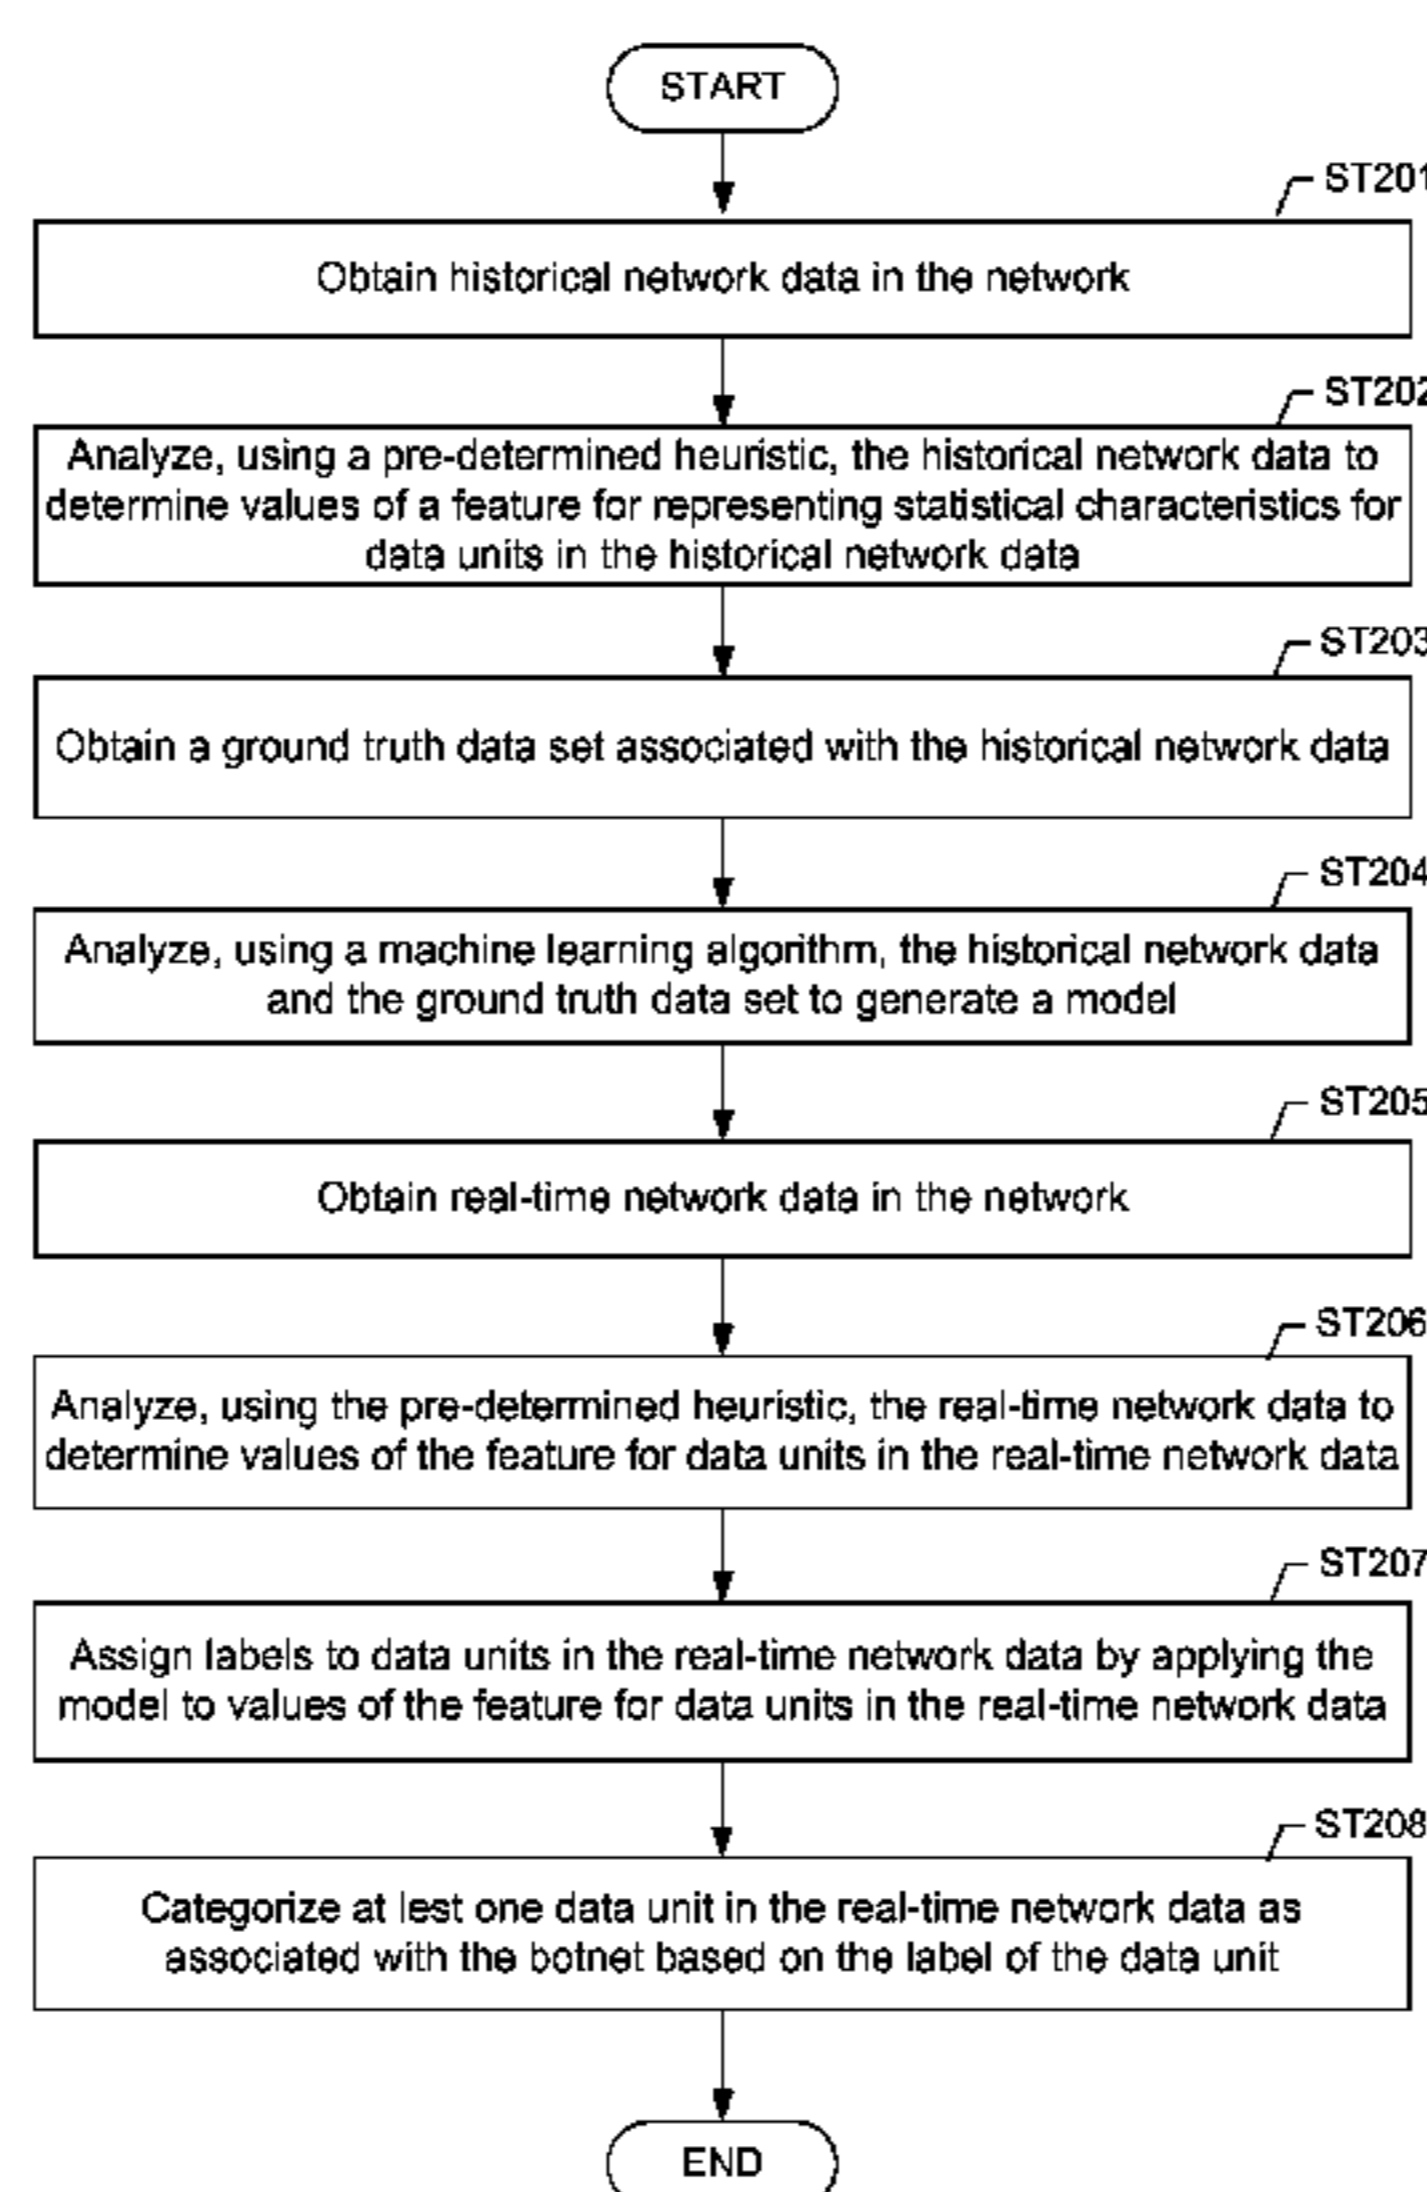 START
ST201
Obtain historical network data in the network
ST202
Analyze, using a pre-determined heuristic, the historical network data to
determine values of a feature for representing statistical characteristics for
data units in the historical network data
ST203
Obtain a ground truth data set associated with the historical network data
ST204
Analyze, using a machine learning algorithm, the historical network data
and the ground truth data set to generate a model
ST205
Obtain real-time network data in the network
ST206
Analyze, using the pre-determined heuristic, the real-time network data to
determine values of the feature for data units in the real-time network data
ST207
Assign labels to data units in the real-time network data by applying the
model to values of the feature for data units in the real-time network data
ST208
Categorize at lest one data unit in the real-time network data as
associated with the botnet based on the label of the data unit
END